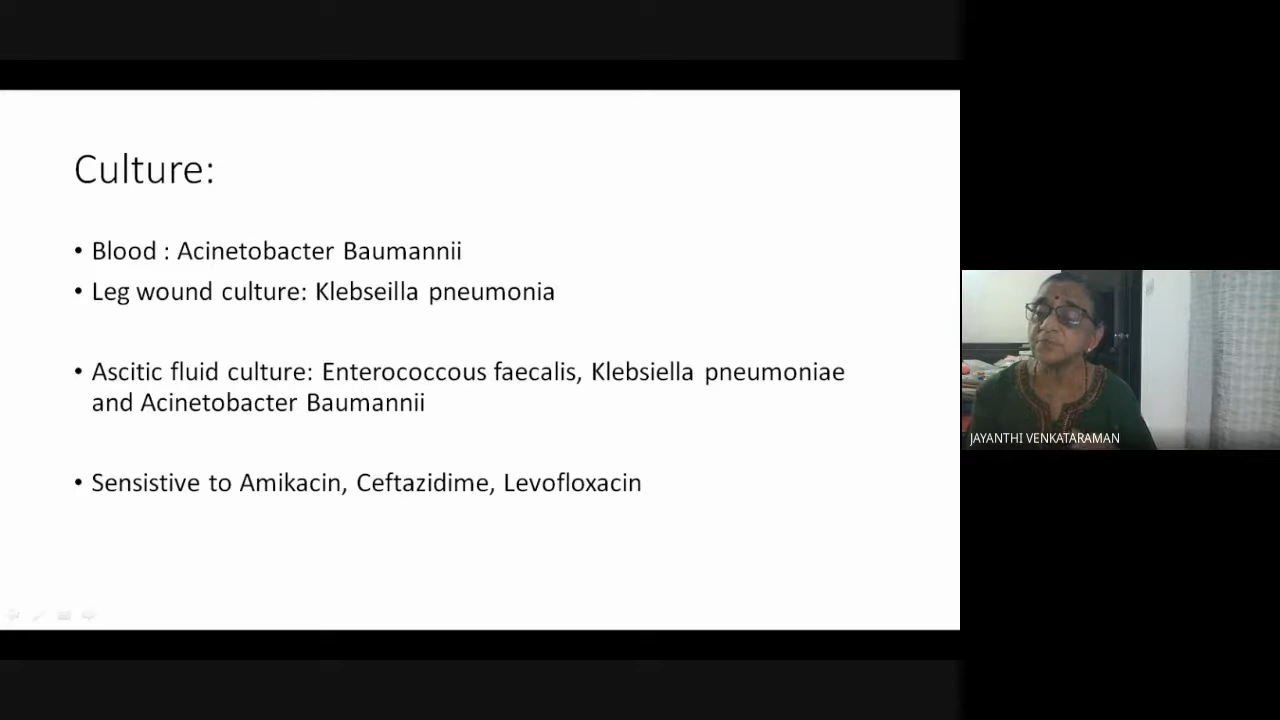 Culture:
• Blood : Acinetobacter Baumannii
• Leg wound culture: Klebseilla pneumonia
• Ascitic fluid culture: Enterococcous faecalis, Klebsiella pneumoniae
and Acinetobacter Baumannii
• Sensistive to Amikacin, Ceftazidime, Levofloxacin
JAYANTHI VENKATARAMAN